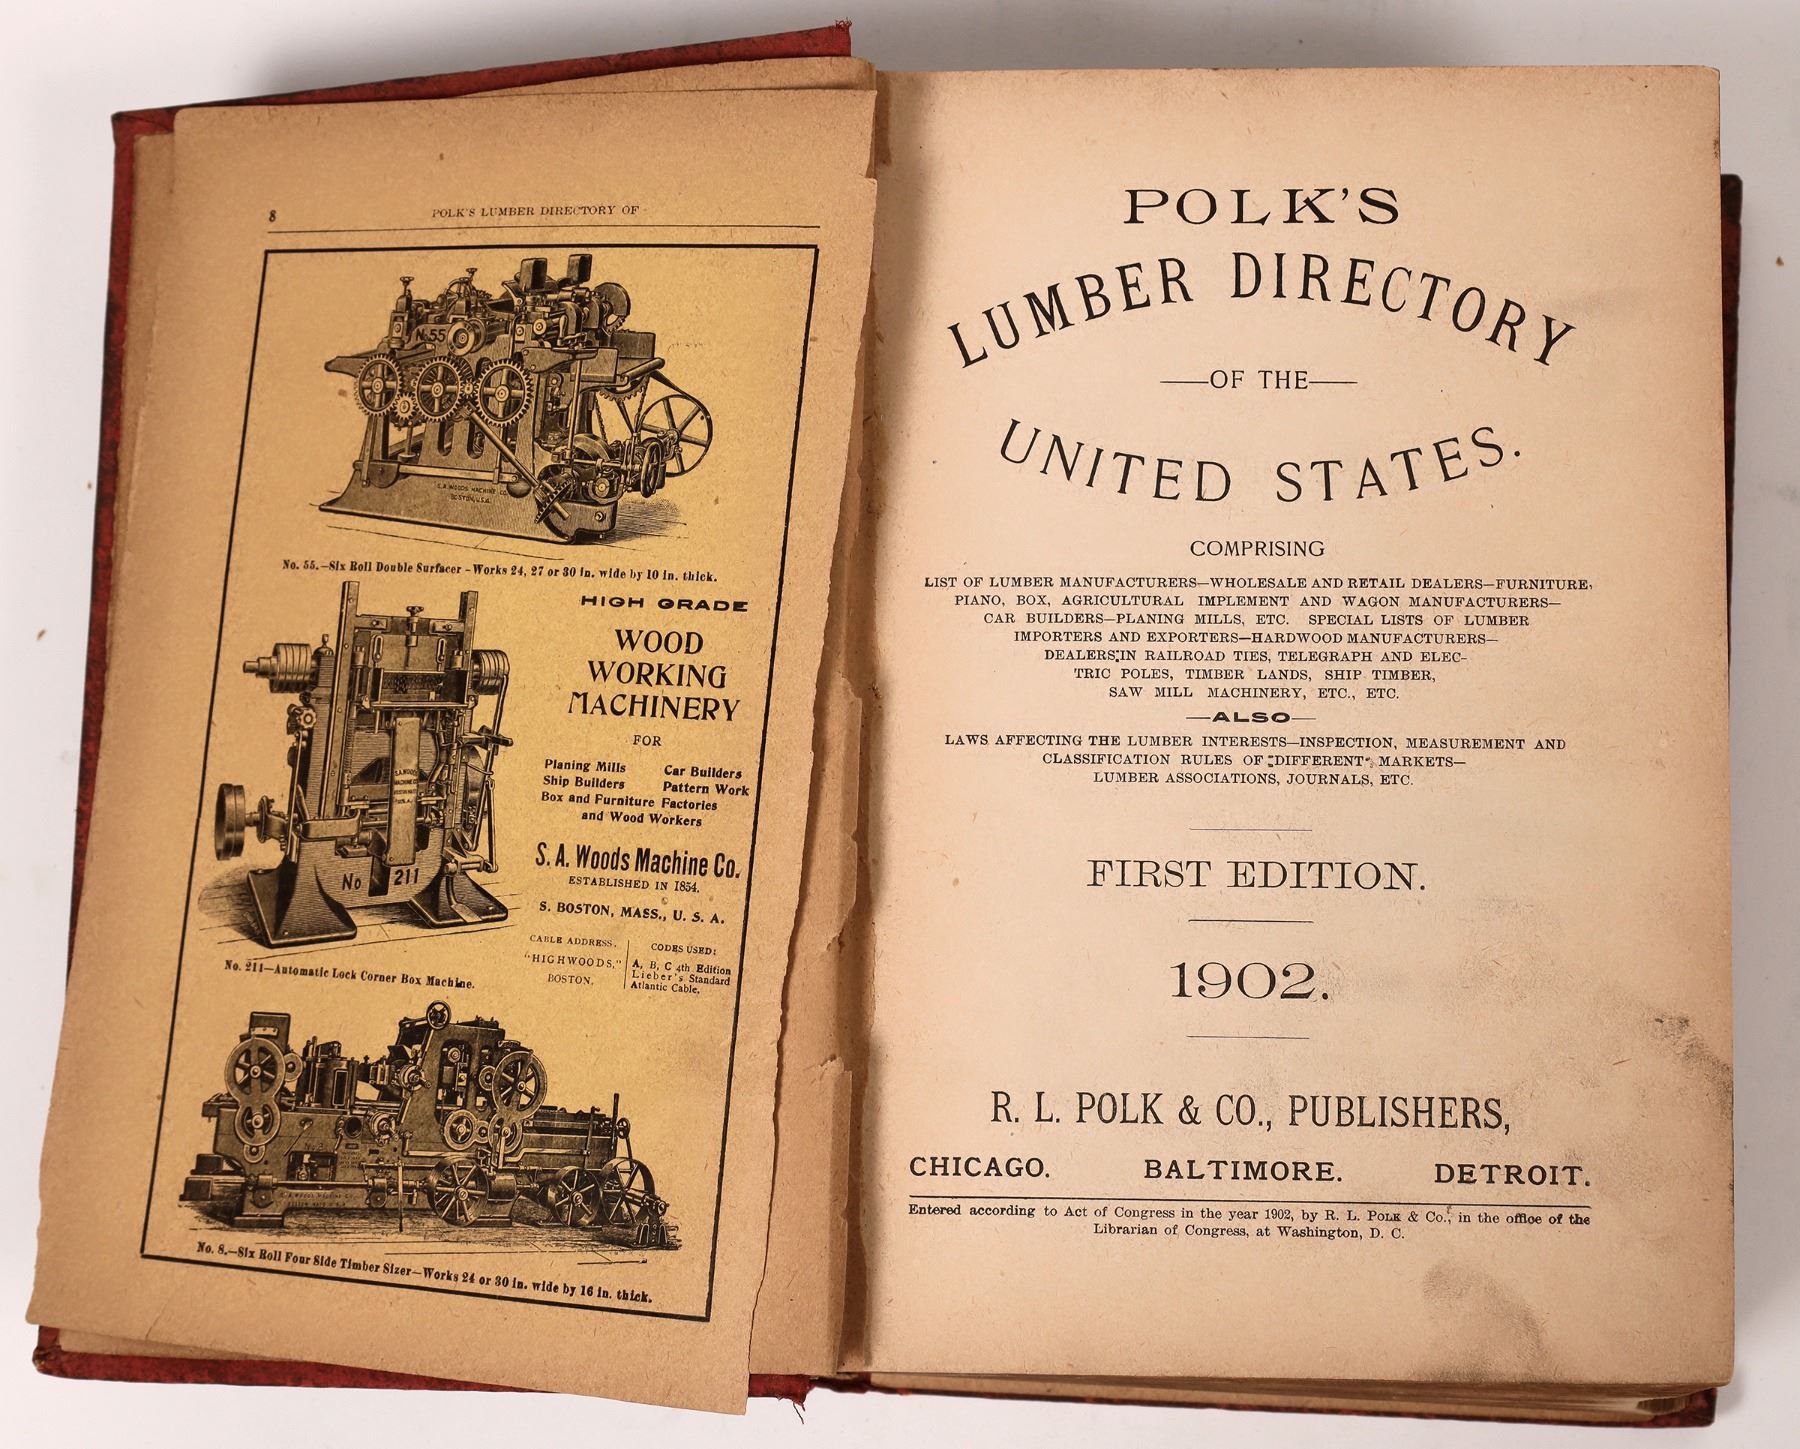 8
POLK'S LUMBER DIRECTORY OF
No 55
S. A. WOODS MACHINE CO.
BOSTON, U.S.A.
No. 55.—Six Roll Double Surfacer—Works 24, 27 or 30 in. wide by 10 in. thick.
HIGH GRADE
WOOD
WORKING
MACHINERY
FOR
Planing Mills Car Builders
Ship Builders Pattern Work
Box and Furniture Factories
and Wood Workers
S. A. Woods Machine Co.
ESTABLISHED IN 1854.
S. BOSTON, MASS., U. S. A.
CABLE ADDRESS,
"HIGHWOODS,"
BOSTON.
CODES USED:
A, B, C 4th Edition
Lieber's Standard
Atlantic Cable.
S.A. WOODS
MACHINE CO.
No 211
No. 211—Automatic Lock Corner Box Machine.
No. 8.—Six Roll Four Side Timber Sizer—Works 24 or 30 in. wide by 16 in. thick.
POLK'S
LUMBER DIRECTORY
—OF THE—
UNITED STATES.
COMPRISING
LIST OF LUMBER MANUFACTURERS—WHOLESALE AND RETAIL DEALERS—FURNITURE,
PIANO, BOX, AGRICULTURAL IMPLEMENT AND WAGON MANUFACTURERS—
CAR BUILDERS—PLANING MILLS, ETC. SPECIAL LISTS OF LUMBER
IMPORTERS AND EXPORTERS—HARDWOOD MANUFACTURERS—
DEALERS IN RAILROAD TIES, TELEGRAPH AND ELEC-
TRIC POLES, TIMBER LANDS, SHIP TIMBER,
SAW MILL MACHINERY, ETC., ETC.
—ALSO—
LAWS AFFECTING THE LUMBER INTERESTS—INSPECTION, MEASUREMENT AND
CLASSIFICATION RULES OF DIFFERENT MARKETS—
LUMBER ASSOCIATIONS, JOURNALS, ETC.
FIRST EDITION.
1902.
R. L. POLK & CO., PUBLISHERS,
CHICAGO. BALTIMORE. DETROIT.
Entered according to Act of Congress in the year 1902, by R. L. POLK & Co., in the office of the
Librarian of Congress, at Washington, D. C.